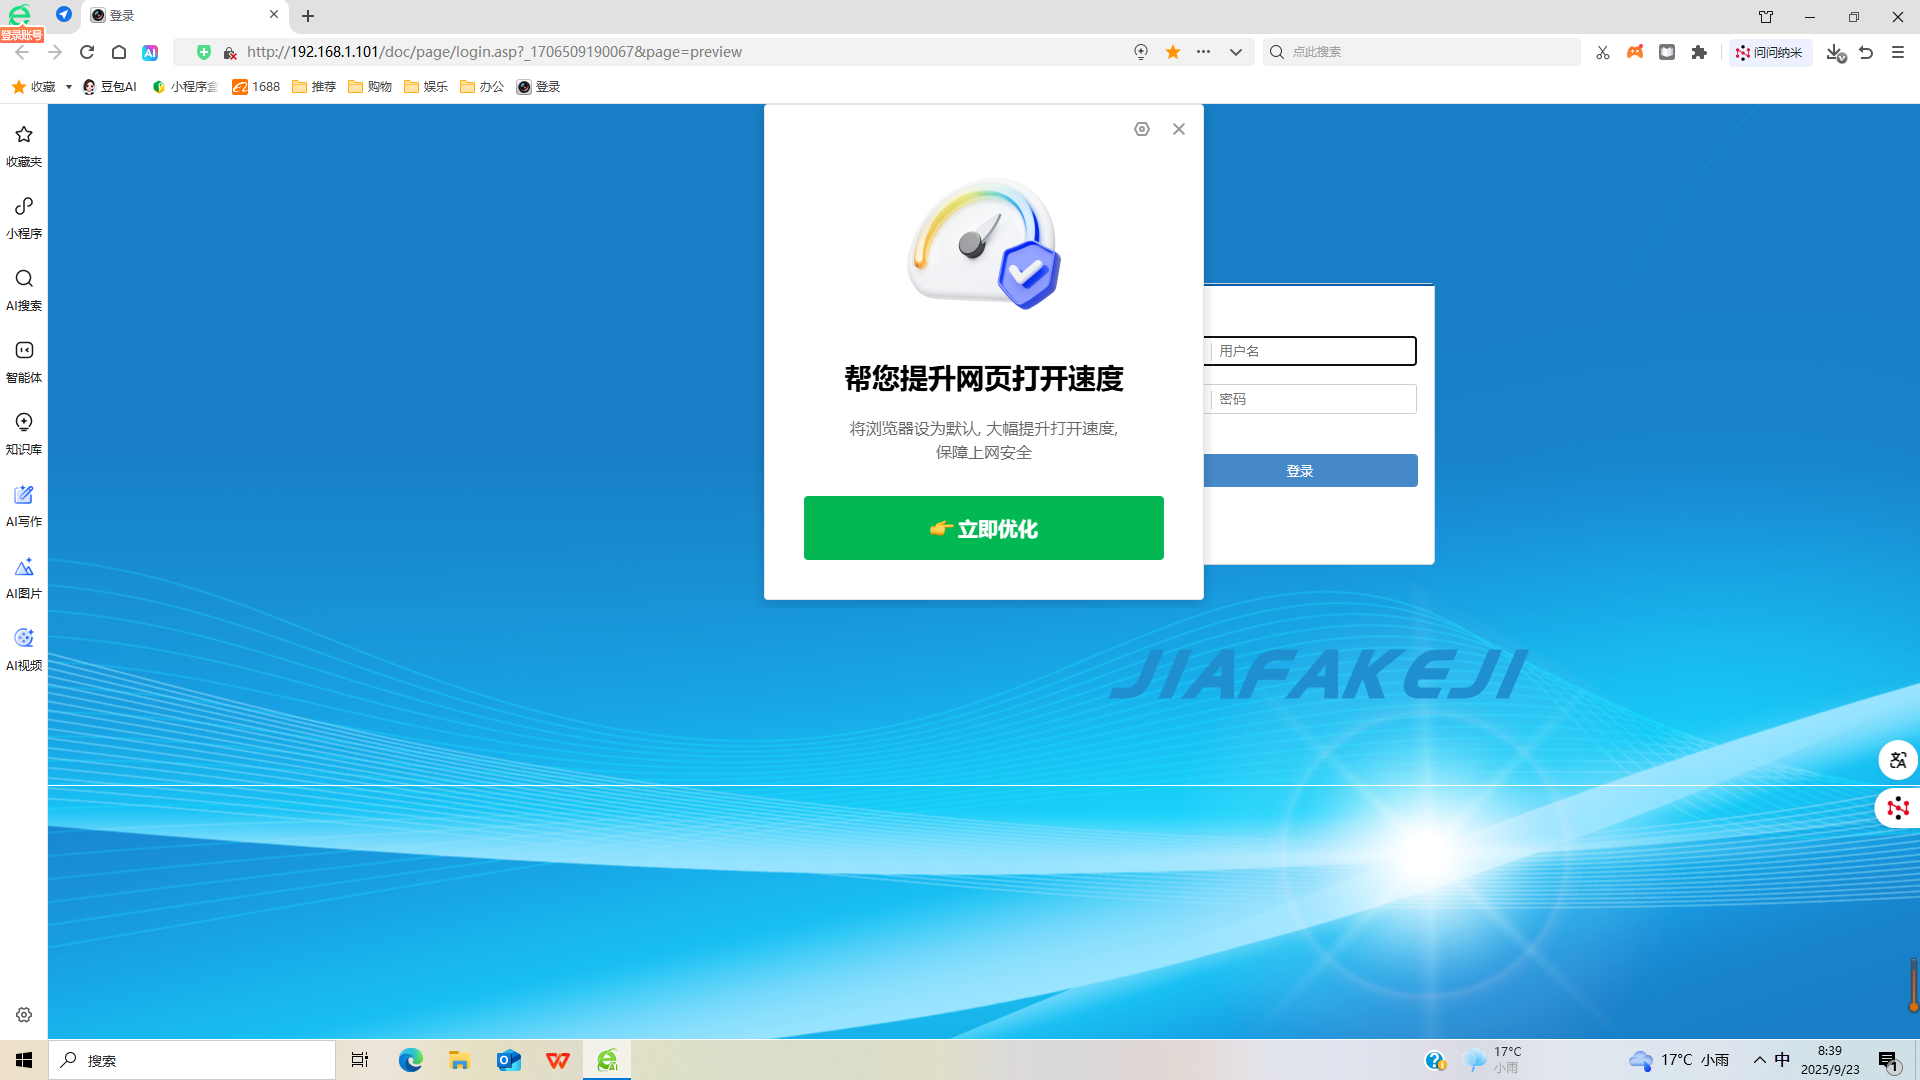 登录
登录账号
http://192.168.1.101/doc/page/login.asp?_1706509190067&page=preview
点此搜索
问问纳米
收藏
豆包AI
小程序盒
1688
推荐
购物
娱乐
办公
登录
收藏夹
小程序
AI搜索
智能体
知识库
AI写作
AI图片
AI视频
帮您提升网页打开速度
将浏览器设为默认, 大幅提升打开速度,
保障上网安全
立即优化
用户名
密码
登录
JIAFAKEJI
搜索
17°C
小雨
17°C 小雨
中
8:39
2025/9/23
1